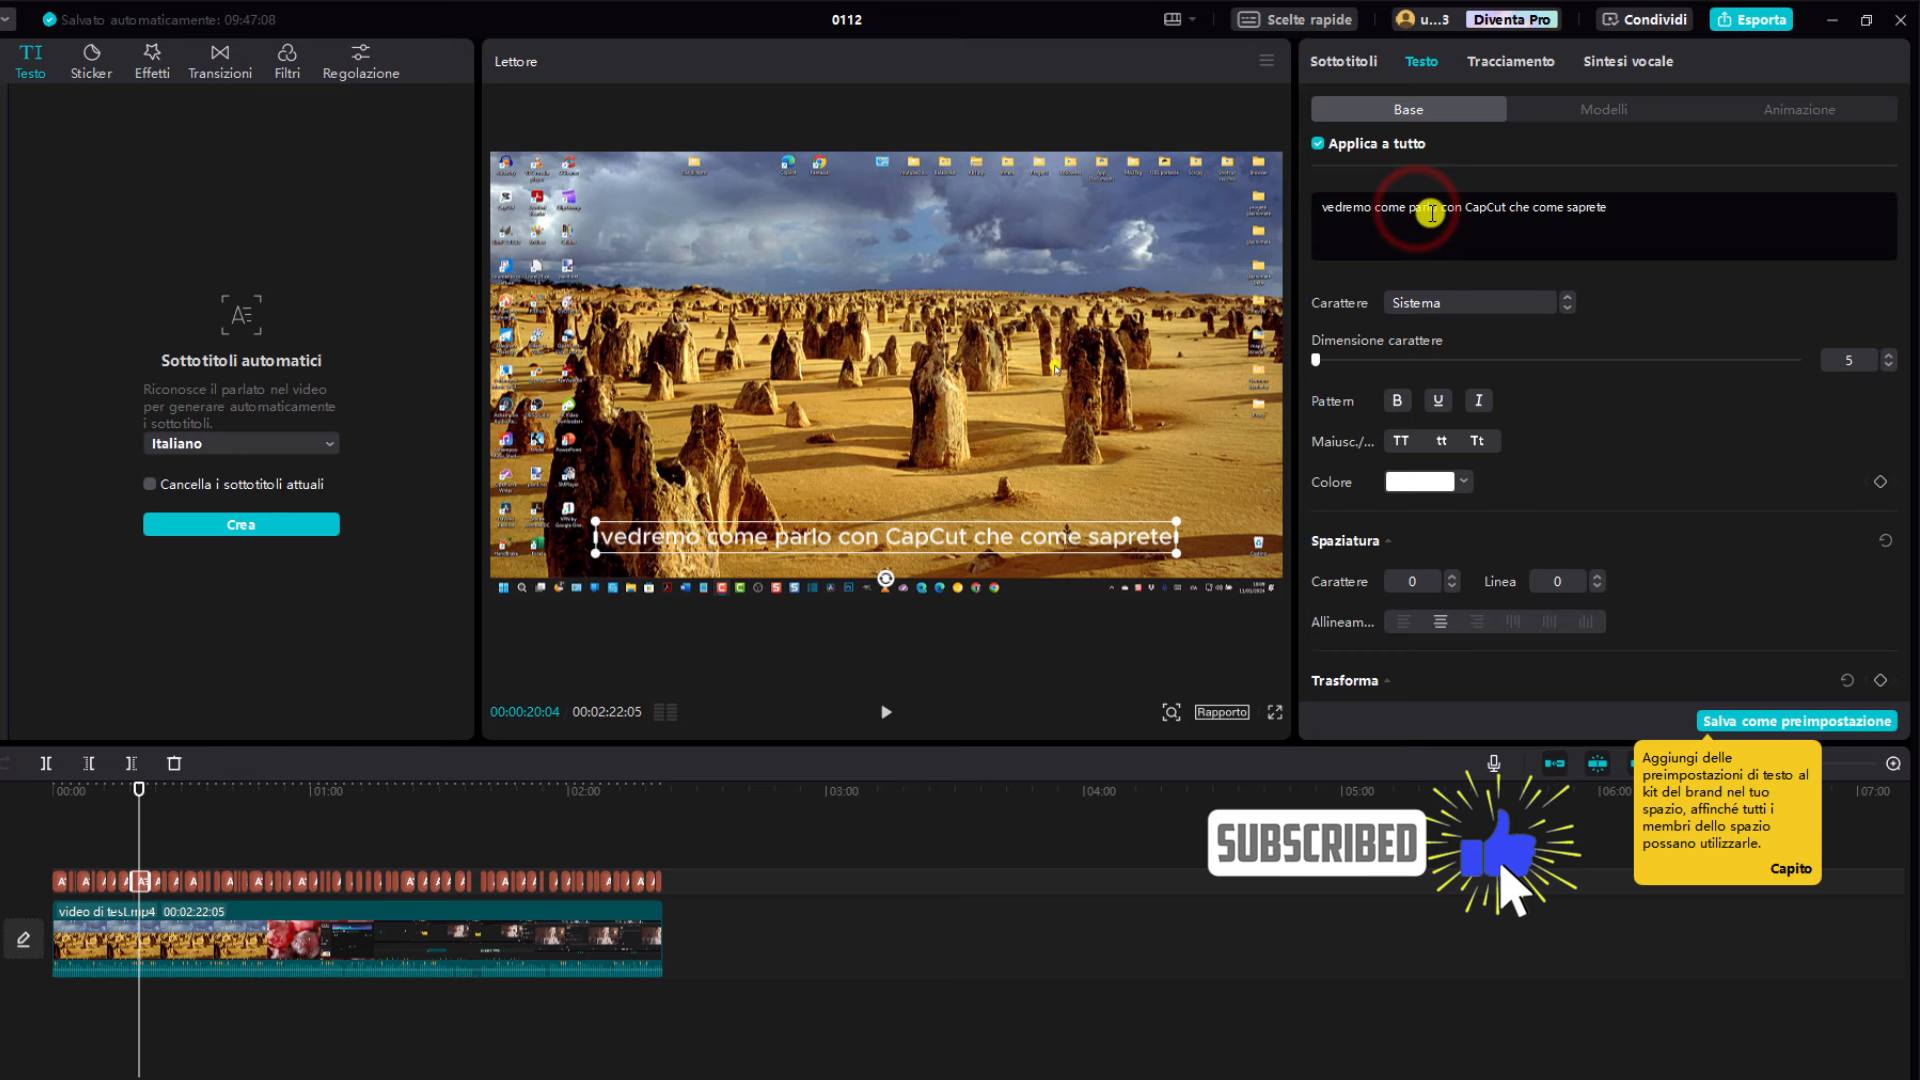 Salvato automaticamente: 09:47:08
0112
Scelte rapide
u...3
Diventa Pro
Condividi
Esporta
Testo
Sticker
Effetti
Transizioni
Filtri
Regolazione
Lettore
Sottotitoli
Testo
Tracciamento
Sintesi vocale
Base
Modelli
Animazione
Applica a tutto
vedremo come parlo con CapCut che come saprete
Sottotitoli automatici
Riconosce il parlato nel video
per generare automaticamente
i sottotitoli.
Italiano
Cancella i sottotitoli attuali
Crea
vedremo come parlo con CapCut che come saprete
Carattere
Sistema
Dimensione carattere
5
Pattern
B
U
I
Maiusc./...
TT
tt
Tt
Colore
Spaziatura
Carattere
0
Linea
0
Allineam...
Trasforma
00:00:20:04
00:02:22:05
Rapporto
Salva come preimpostazione
Aggiungi delle
preimpostazioni di testo al
kit del brand nel tuo
spazio, affinché tutti i
membri dello spazio
possano utilizzarle.
Capito
00:00
01:00
02:00
03:00
04:00
05:00
06:00
07:00
SUBSCRIBED
video di test.mp4 00:02:22:05